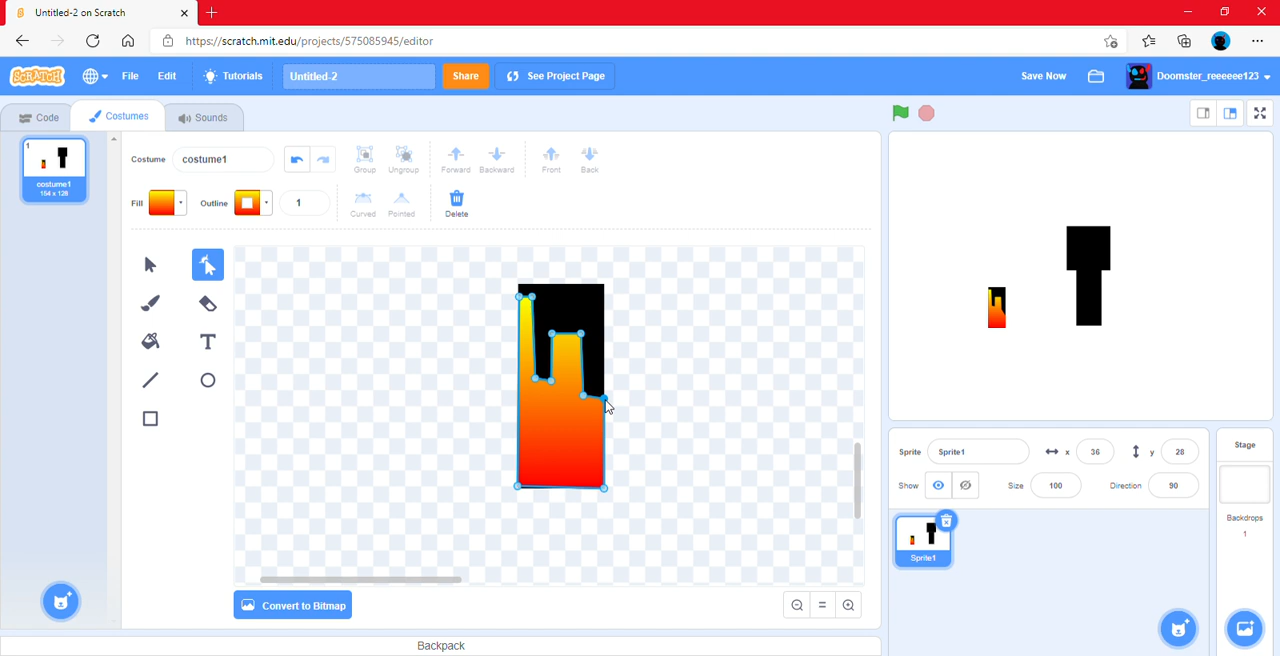 Untitled-2 on Scratch
https://scratch.mit.edu/projects/575085945/editor
SCRATCH File Edit Tutorials Untitled-2 Share See Project Page Save Now Doomster_reeeeee123
Code Costumes Sounds
1
costume1
154 x 128
Costume costume1 Group Ungroup Forward Backward Front Back
Fill Outline 1 Curved Pointed Delete
Convert to Bitmap
Backpack
Sprite Sprite1 x 36 y 28
Show Size 100 Direction 90
Sprite1
Stage
Backdrops
1